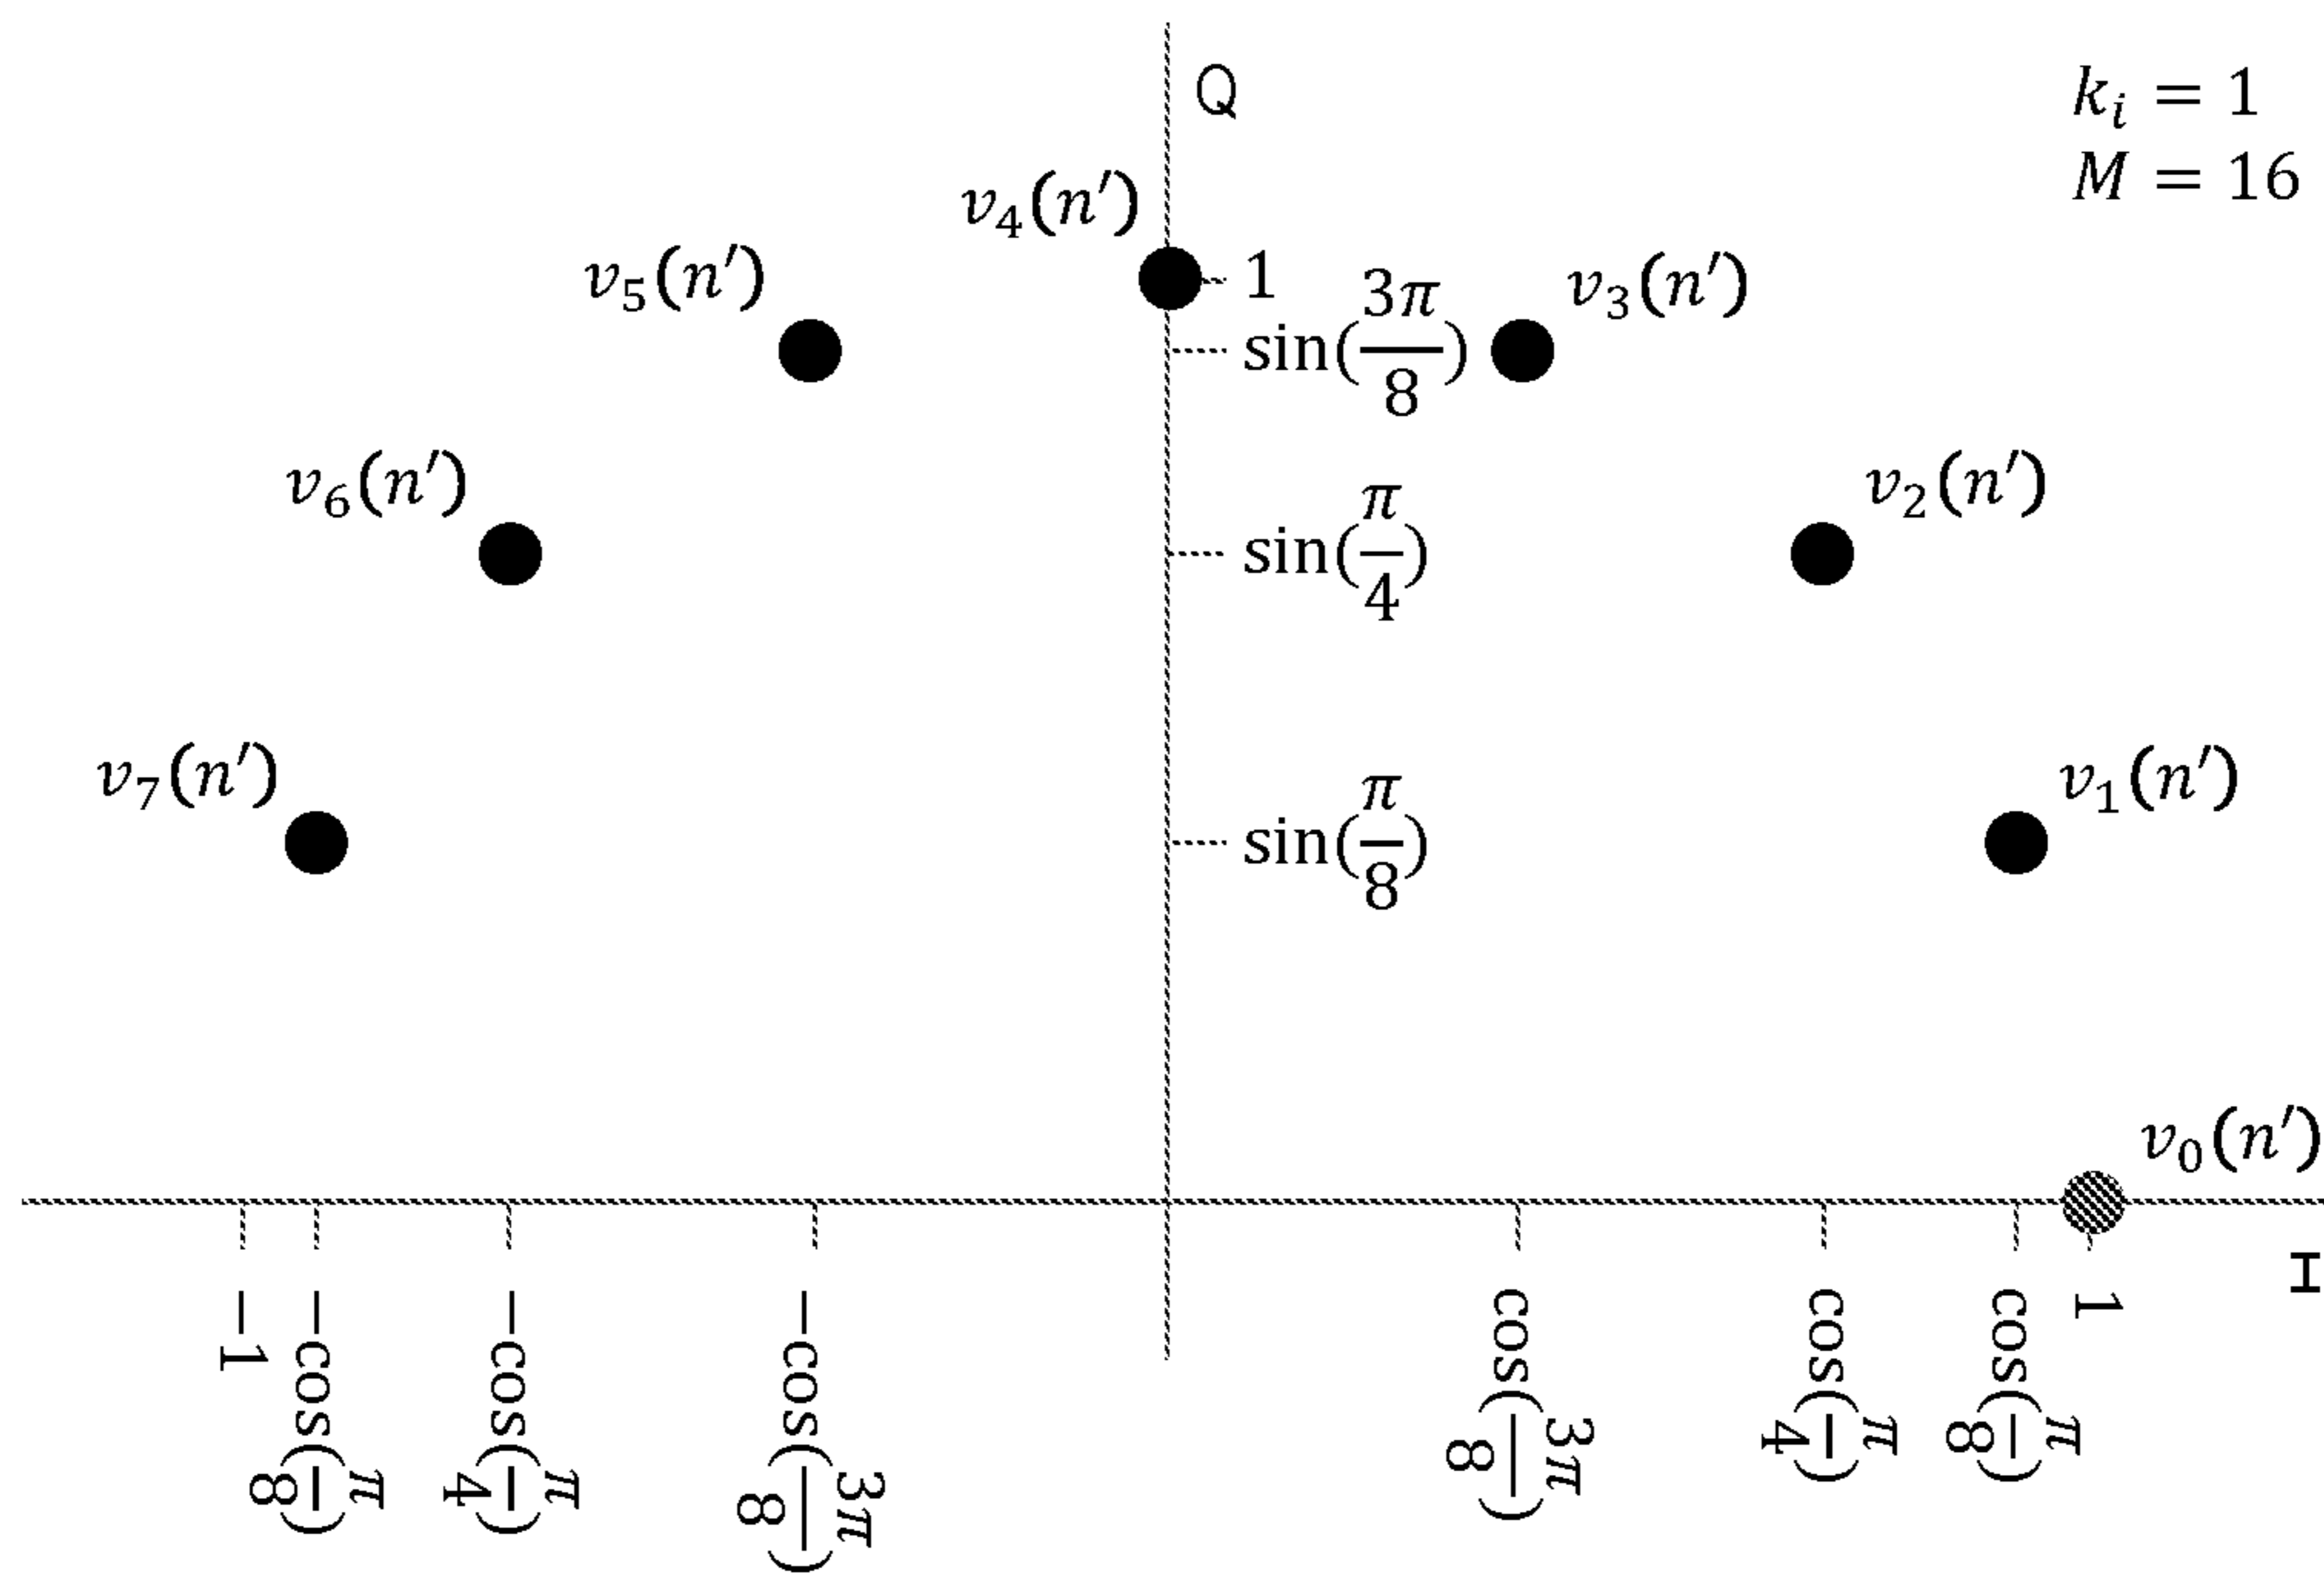 Q
k_i = 1
M = 16
v_4(n′)
v_5(n′)
1
v_3(n′)
sin(3π/8)
v_6(n′)
v_2(n′)
sin(π/4)
v_7(n′)
v_1(n′)
sin(π/8)
v_0(n′)
I
−1
−cos(π/8)
−cos(π/4)
−cos(3π/8)
cos(3π/8)
cos(π/4)
cos(π/8)
1